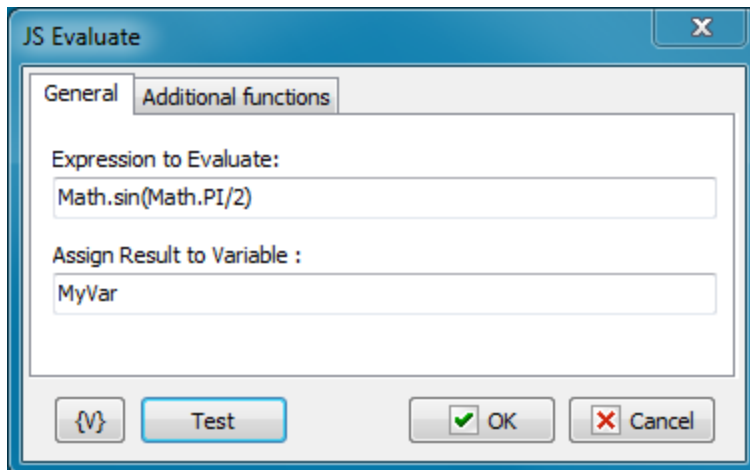 JS Evaluate
General Additional functions
Expression to Evaluate:
Math.sin(Math.PI/2)
Assign Result to Variable :
MyVar
{V} Test OK Cancel